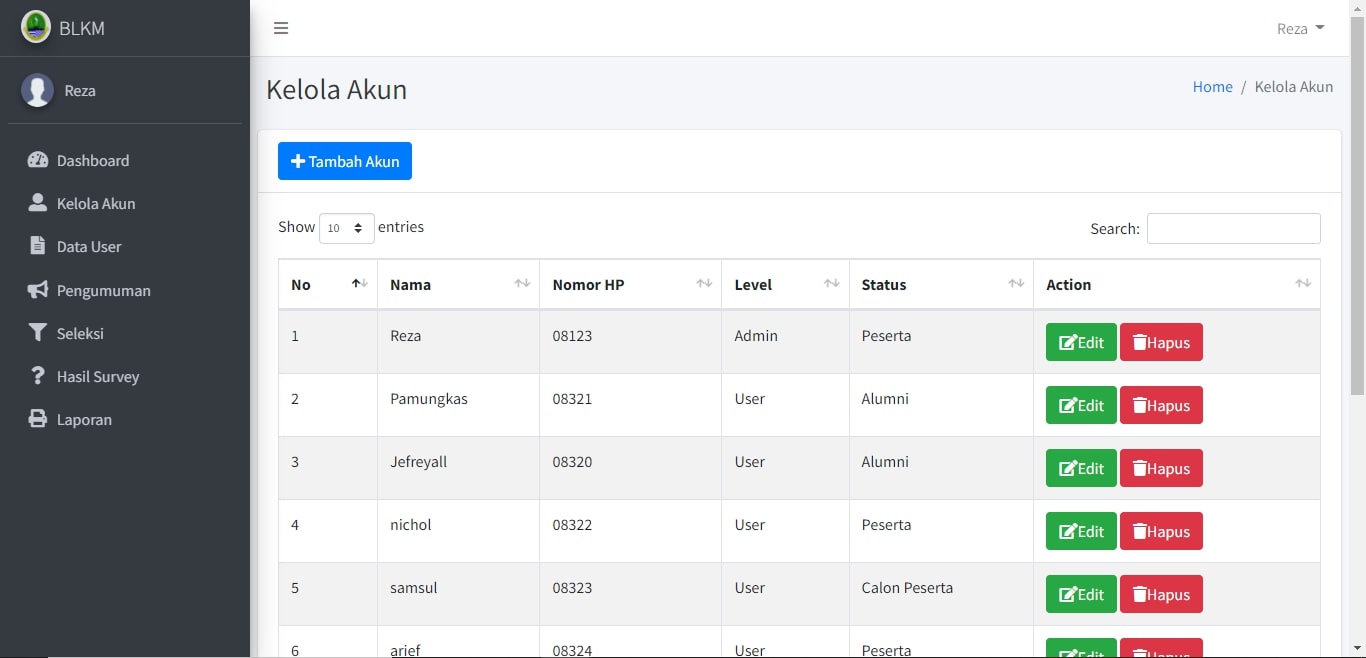 BLKM
Reza
Reza
Dashboard
Kelola Akun
Data User
Pengumuman
Seleksi
Hasil Survey
Laporan
Kelola Akun
Home / Kelola Akun
Tambah Akun
Show 10 entries
Search:
No Nama Nomor HP Level Status Action
1 Reza 08123 Admin Peserta Edit Hapus
2 Pamungkas 08321 User Alumni Edit Hapus
3 Jefreyall 08320 User Alumni Edit Hapus
4 nichol 08322 User Peserta Edit Hapus
5 samsul 08323 User Calon Peserta Edit Hapus
6 arief 08324 User Peserta Edit Hapus